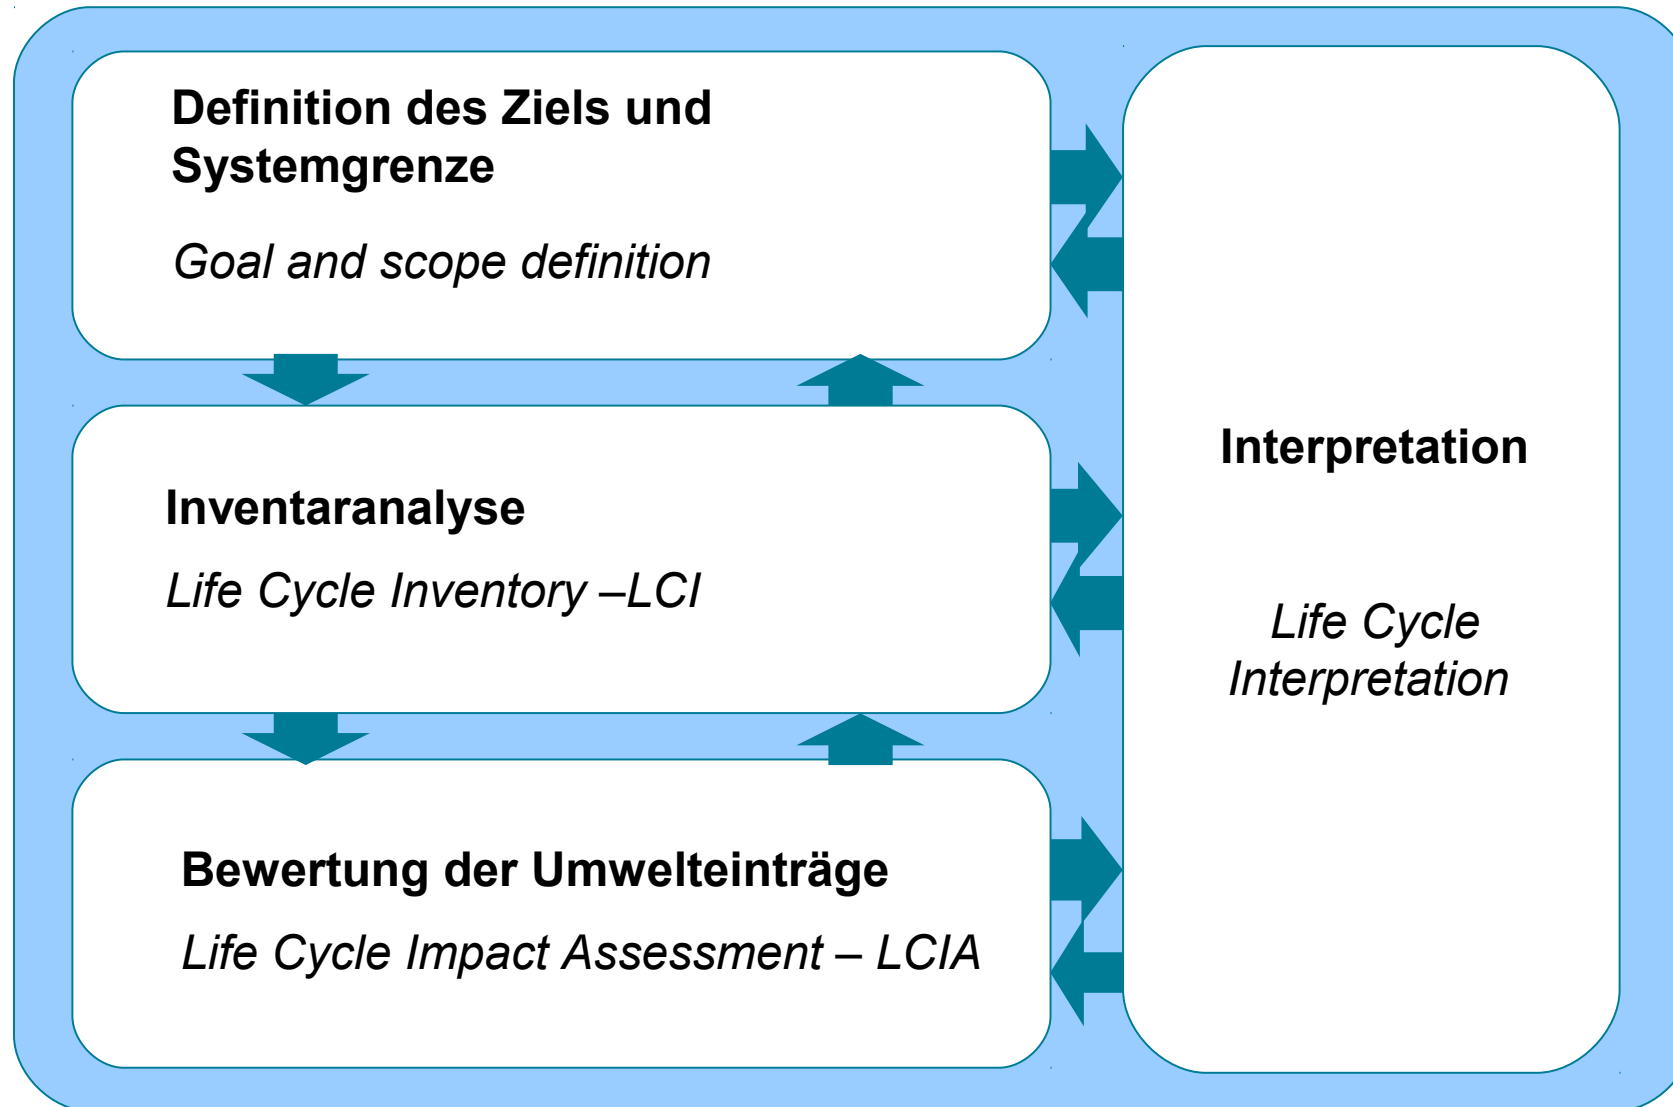 Definition des Ziels und
Systemgrenze
Goal and scope definition
Inventaranalyse
Life Cycle Inventory –LCI
Bewertung der Umwelteinträge
Life Cycle Impact Assessment – LCIA
Interpretation
Life Cycle
Interpretation